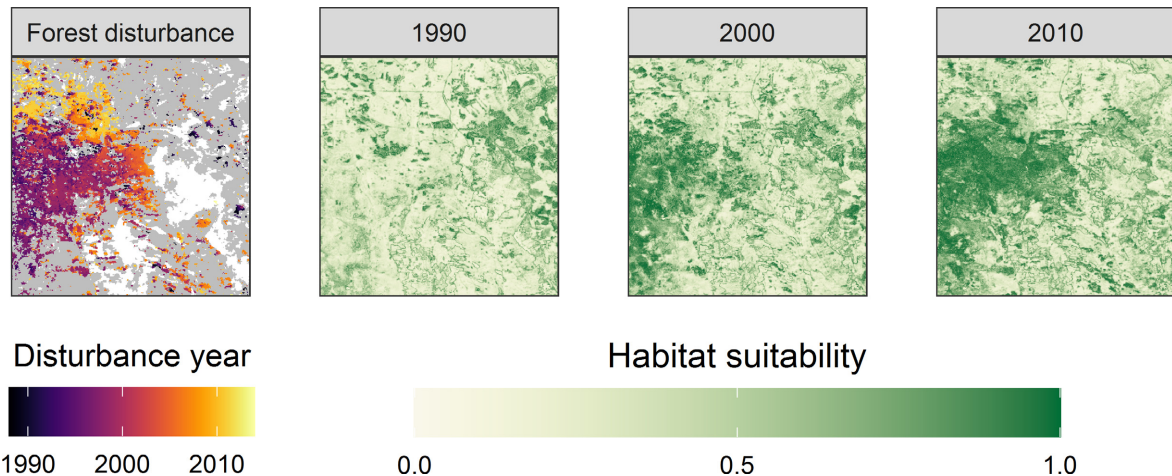 Forest disturbance
1990
2000
2010
Disturbance year
1990 2000 2010
Habitat suitability
0.0 0.5 1.0